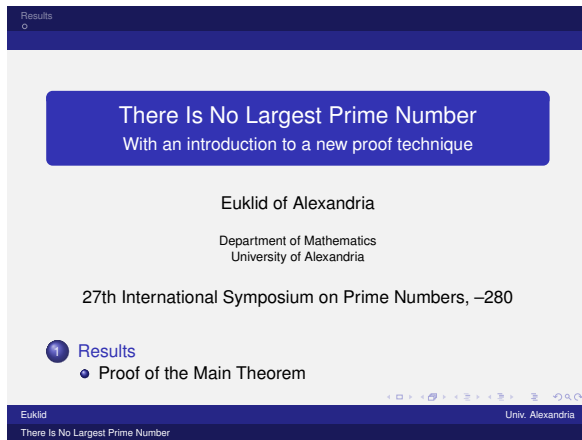 Results
There Is No Largest Prime Number
With an introduction to a new proof technique
Euklid of Alexandria
Department of Mathematics
University of Alexandria
27th International Symposium on Prime Numbers, –280
1 Results
Proof of the Main Theorem
Euklid Univ. Alexandria
There Is No Largest Prime Number